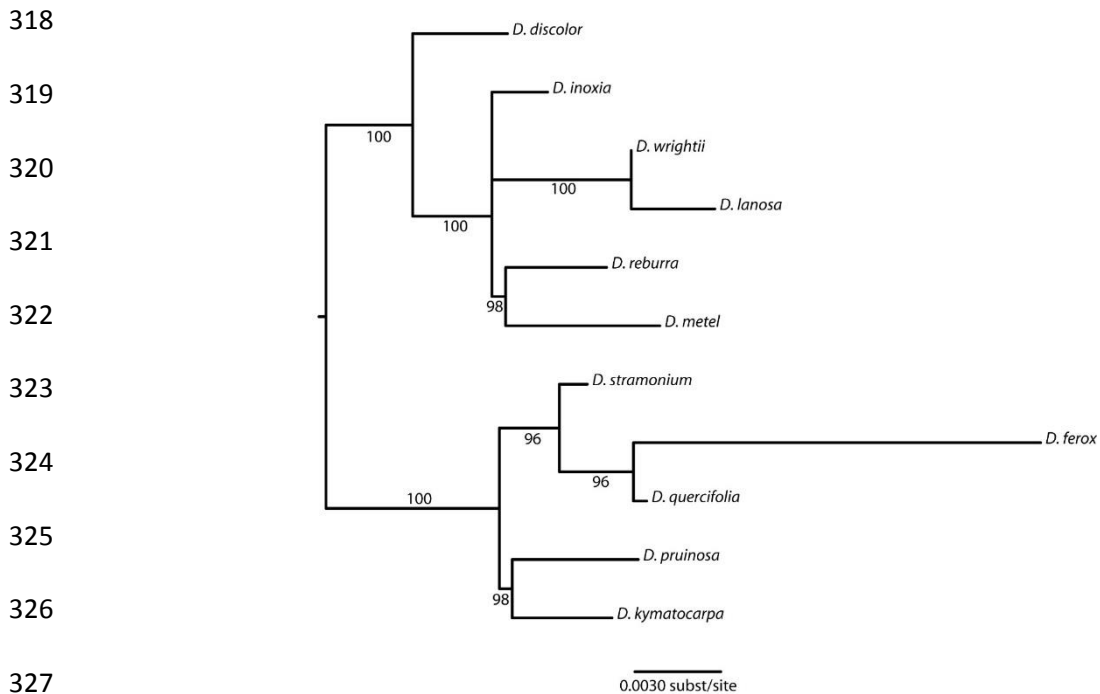 318
D. discolor
319
D. inoxia
100
D. wrightii
320
100
D. lanosa
100
321
D. reburra
98
322
D. metel
323
D. stramonium
96
D. ferox
324
96
D. quercifolia
100
325
D. pruinosa
98
326
D. kymatocarpa
327
0.0030 subst/site